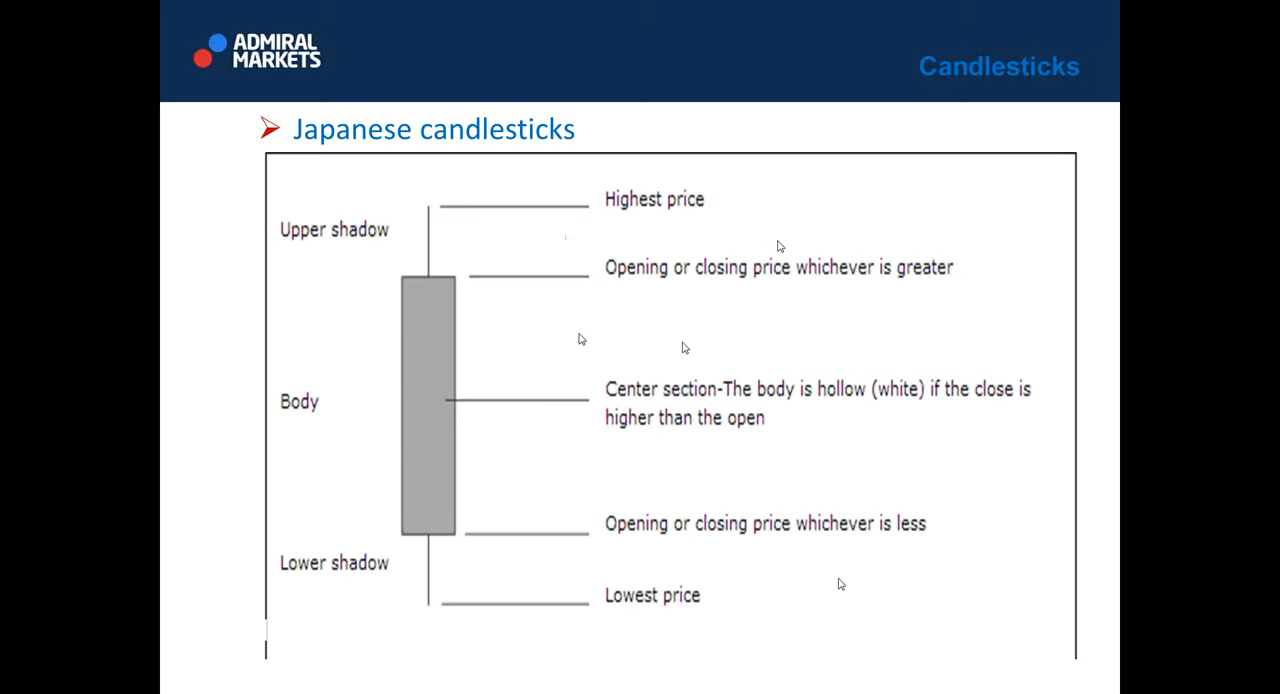 ADMIRAL
MARKETS
Candlesticks
Japanese candlesticks
Highest price
Upper shadow
Opening or closing price whichever is greater
Center section-The body is hollow (white) if the close is
higher than the open
Body
Opening or closing price whichever is less
Lower shadow
Lowest price